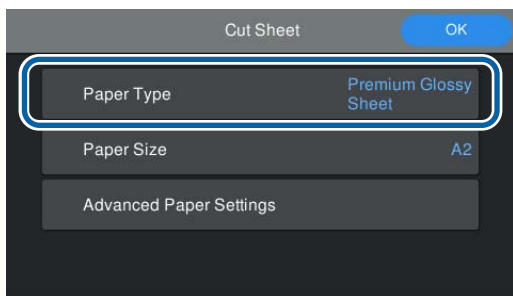 Cut Sheet
OK
Paper Type
Premium Glossy
Sheet
Paper Size
A2
Advanced Paper Settings